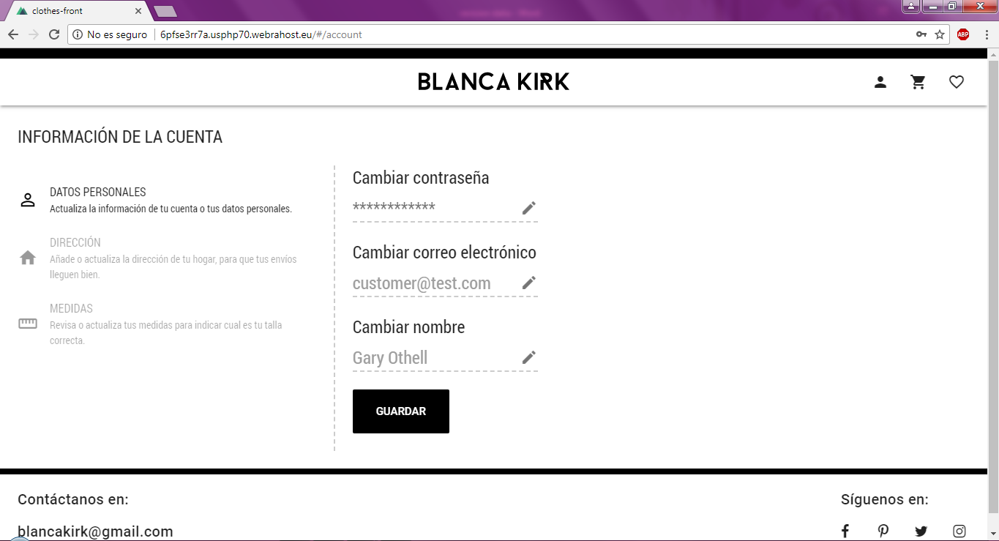 clothes-front
No es seguro
6pfse3rr7a.usphp70.webrahost.eu/#/account
ABP
BLANCA KIRK
INFORMACIÓN DE LA CUENTA
DATOS PERSONALES
Actualiza la información de tu cuenta o tus datos personales.
DIRECCIÓN
Añade o actualiza la dirección de tu hogar, para que tus envíos
lleguen bien.
MEDIDAS
Revisa o actualiza tus medidas para indicar cual es tu talla
correcta.
Cambiar contraseña
************
Cambiar correo electrónico
customer@test.com
Cambiar nombre
Gary Othell
GUARDAR
Contáctanos en:
blancakirk@gmail.com
Síguenos en: